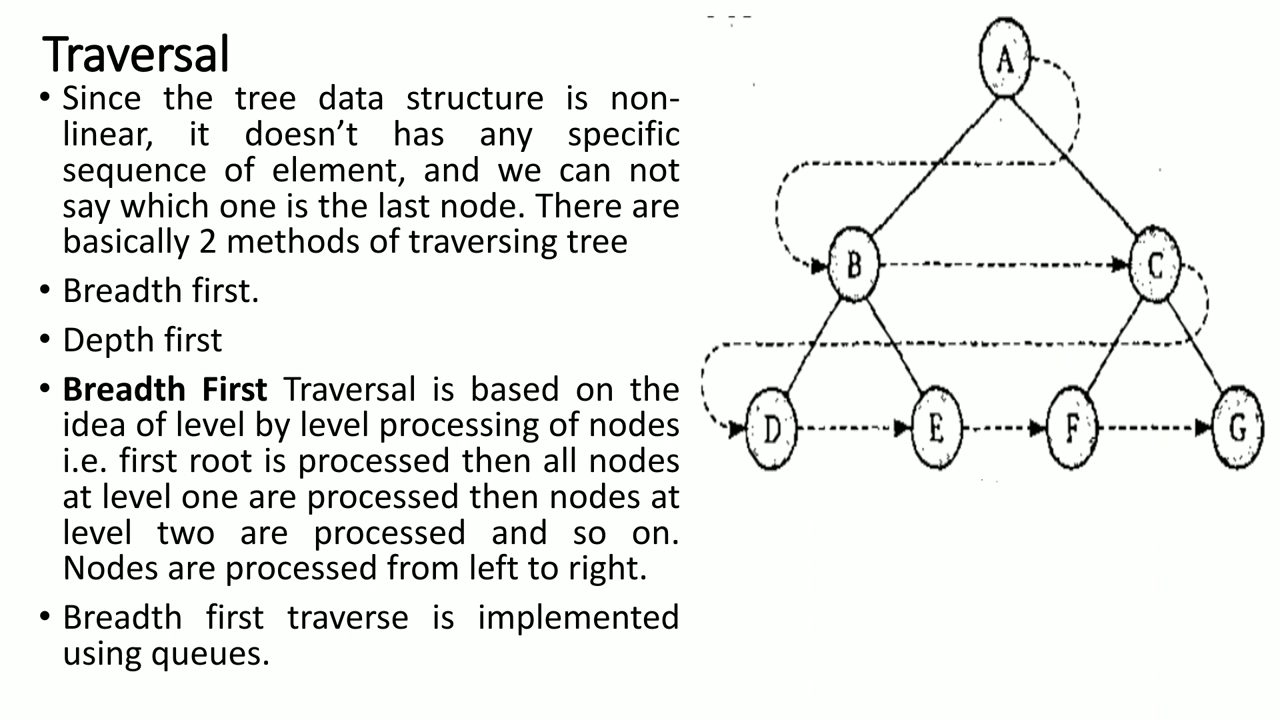 Traversal
• Since the tree data structure is non-
linear, it doesn’t has any specific
sequence of element, and we can not
say which one is the last node. There are
basically 2 methods of traversing tree
• Breadth first.
• Depth first
• Breadth First Traversal is based on the
idea of level by level processing of nodes
i.e. first root is processed then all nodes
at level one are processed then nodes at
level two are processed and so on.
Nodes are processed from left to right.
• Breadth first traverse is implemented
using queues.
A
B C
D E F G